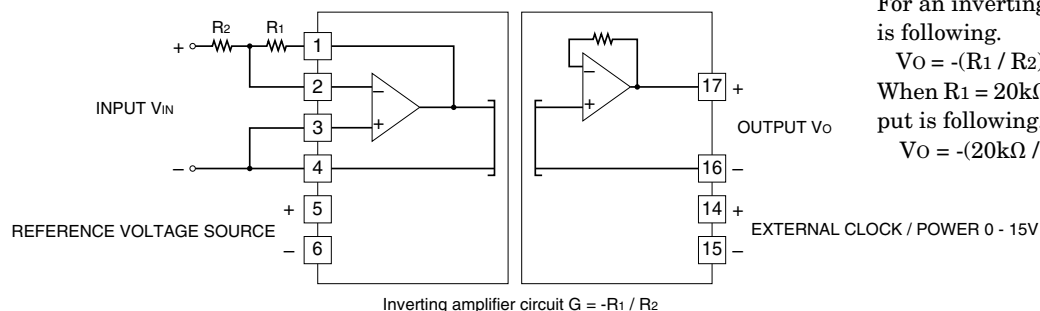 R2
R1
+
1
2
3
4
5
6
−
+
INPUT VIN
−
+
−
REFERENCE VOLTAGE SOURCE
−
+
17
16
14
15
+
−
+
−
OUTPUT VO
EXTERNAL CLOCK / POWER 0 - 15V
Inverting amplifier circuit G = -R1 / R2
For an inverting
is following.
VO = -(R1 / R2)
When R1 = 20kΩ
put is following.
VO = -(20kΩ /